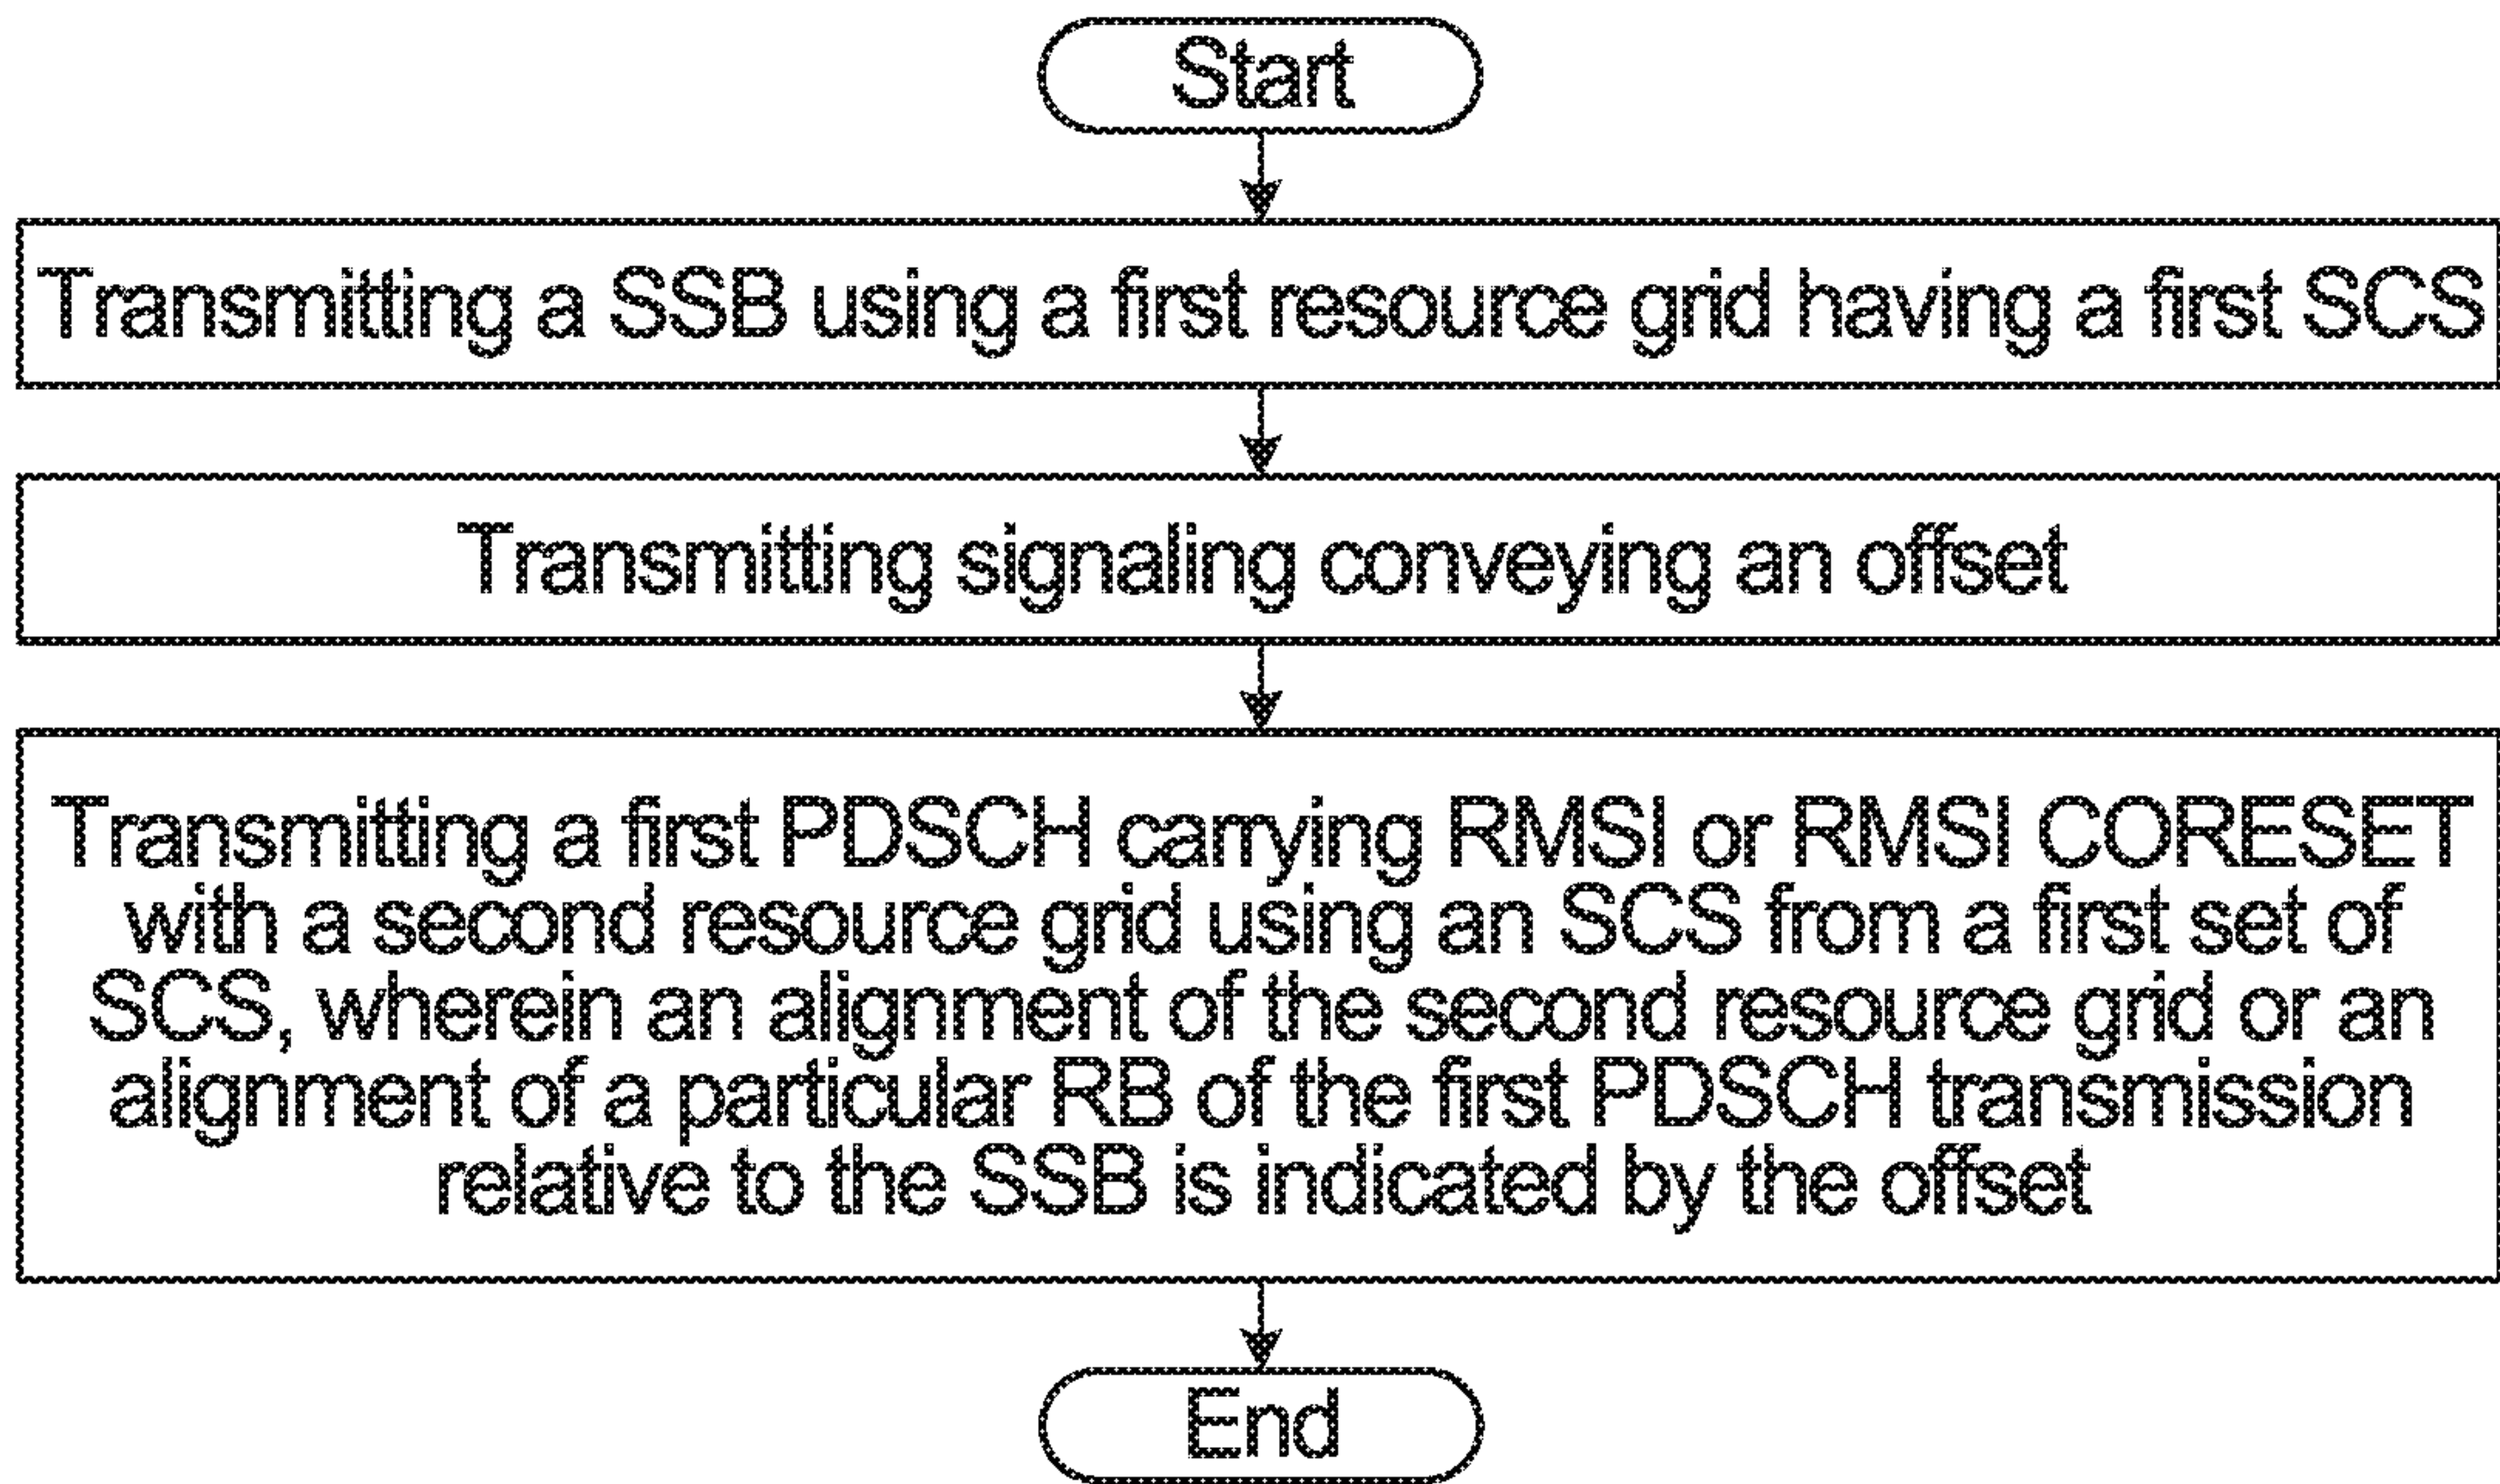 Start
Transmitting a SSB using a first resource grid having a first SCS
Transmitting signaling conveying an offset
Transmitting a first PDSCH carrying RMSI or RMSI CORESET
with a second resource grid using an SCS from a first set of
SCS, wherein an alignment of the second resource grid or an
alignment of a particular RB of the first PDSCH transmission
relative to the SSB is indicated by the offset
End